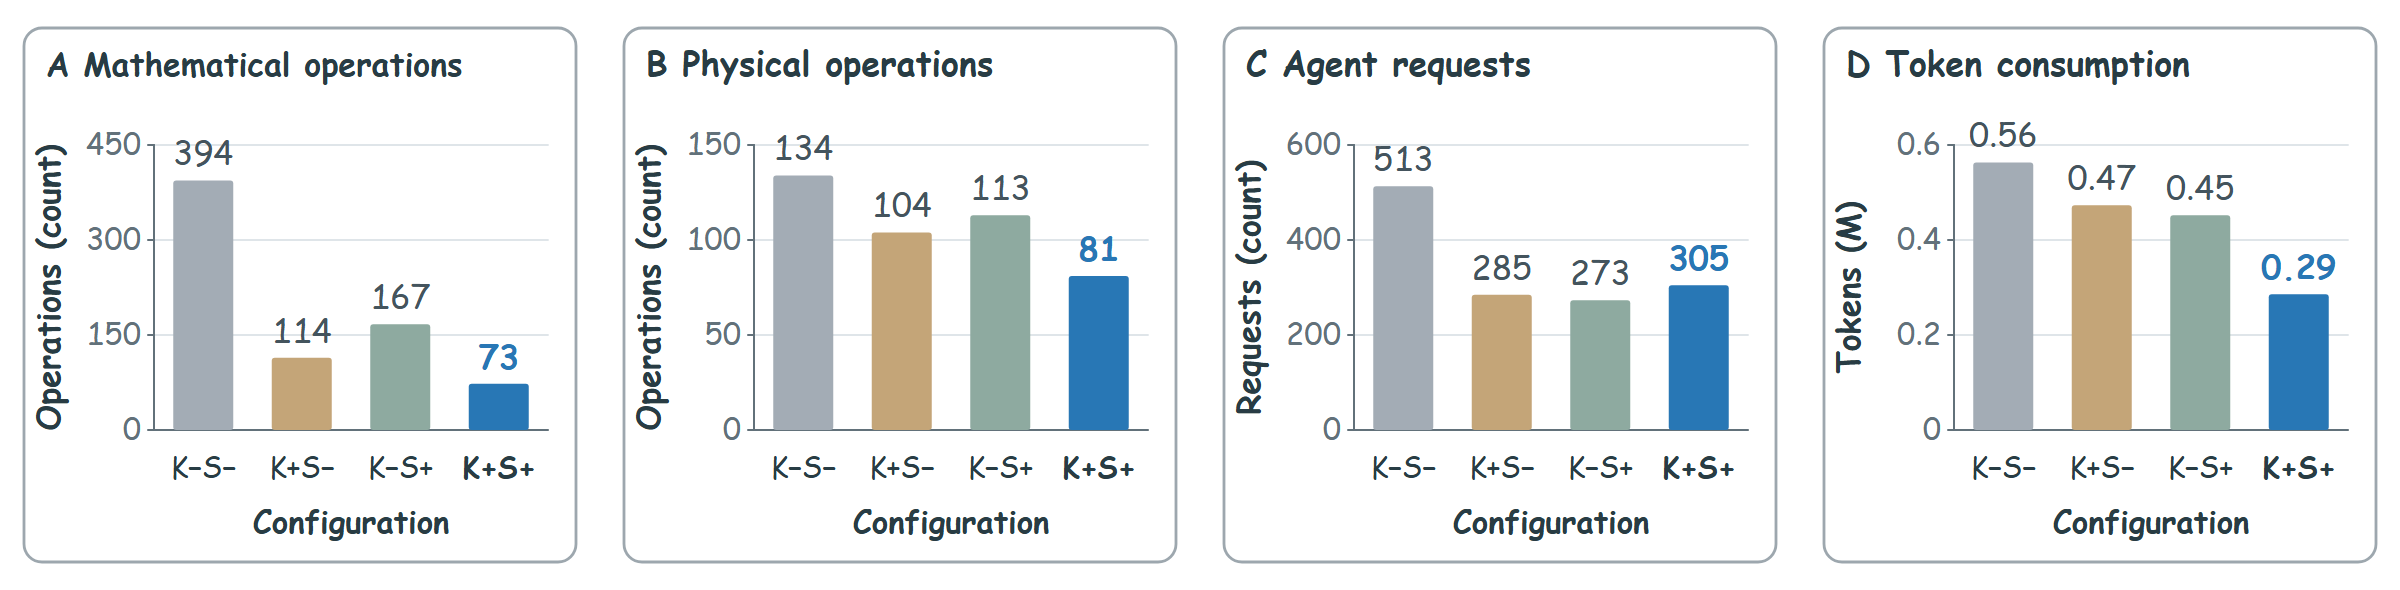 A Mathematical operations
Operations (count)
450
300
150
0
394
114
167
73
K−S−
K+S−
K−S+
K+S+
Configuration
B Physical operations
Operations (count)
150
100
50
0
134
104
113
81
K−S−
K+S−
K−S+
K+S+
Configuration
C Agent requests
Requests (count)
600
400
200
0
513
285
273
305
K−S−
K+S−
K−S+
K+S+
Configuration
D Token consumption
Tokens (M)
0.6
0.4
0.2
0
0.56
0.47
0.45
0.29
K−S−
K+S−
K−S+
K+S+
Configuration